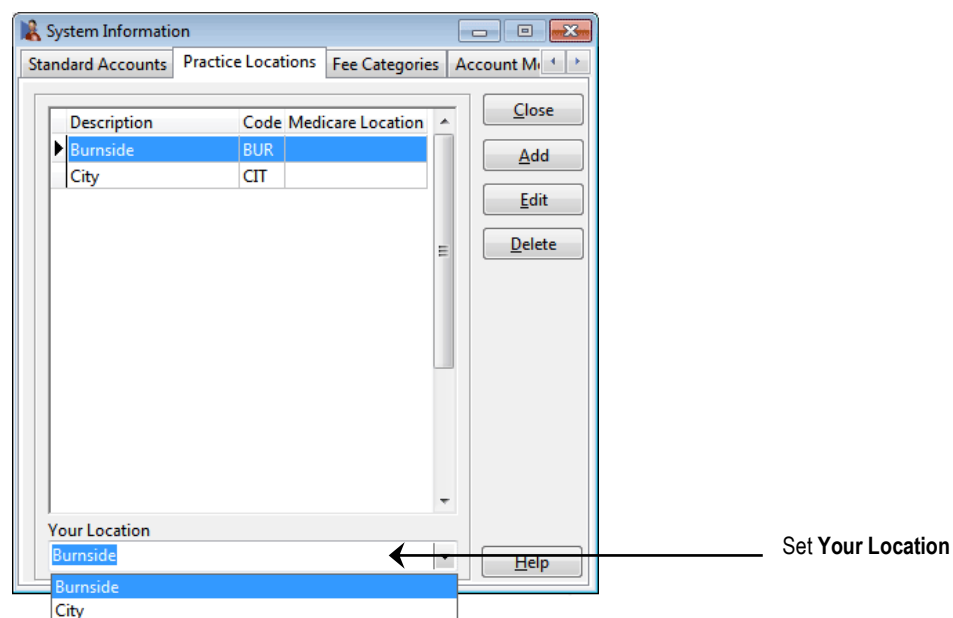 System Information
Standard Accounts Practice Locations Fee Categories Account M
Description Code Medicare Location
Burnside BUR
City CIT
Close
Add
Edit
Delete
Your Location
Burnside
Help
Set Your Location
Burnside
City